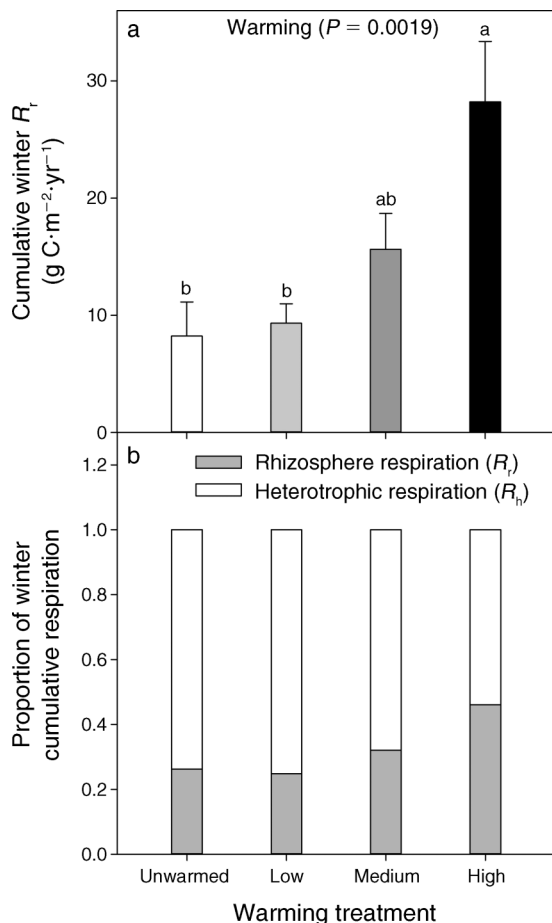 a
Warming (P = 0.0019)
a
30
Cumulative winter Rr
(g C·m−2·yr−1)
20
ab
b
b
10
0
b
1.2
Rhizosphere respiration (Rr)
Heterotrophic respiration (Rh)
1.0
Proportion of winter
cumulative respiration
0.8
0.6
0.4
0.2
0.0
Unwarmed Low Medium High
Warming treatment